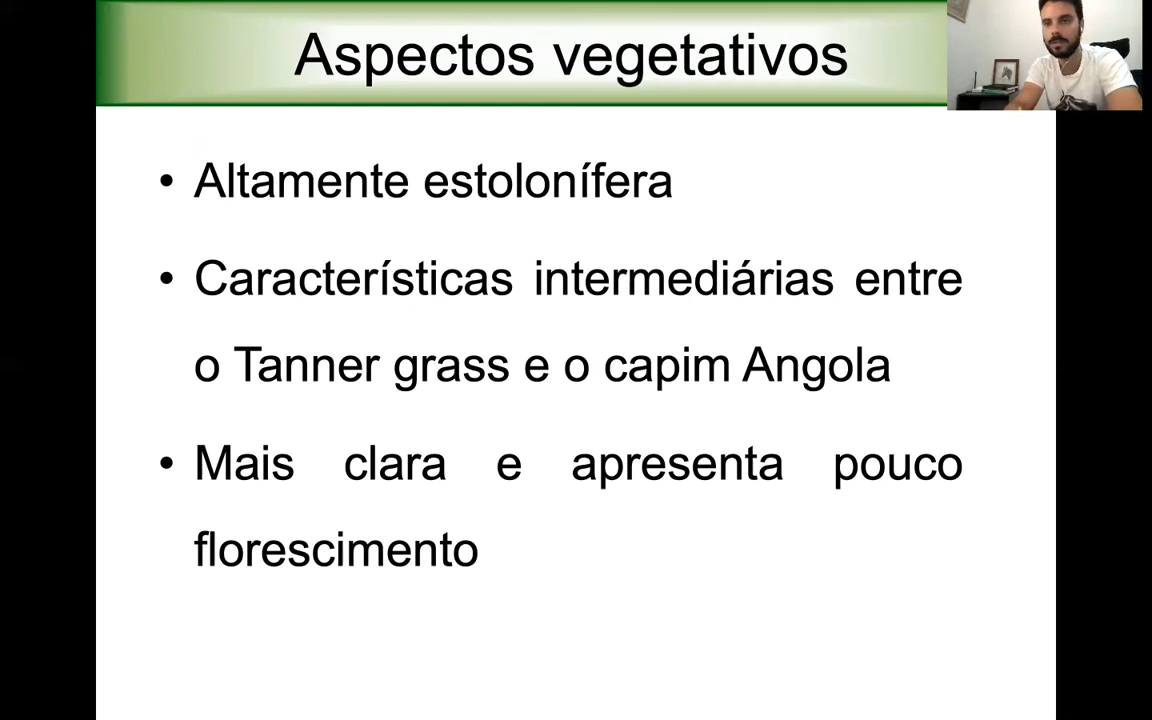 Aspectos vegetativos
• Altamente estolonífera
• Características intermediárias entre
o Tanner grass e o capim Angola
• Mais clara e apresenta pouco
florescimento